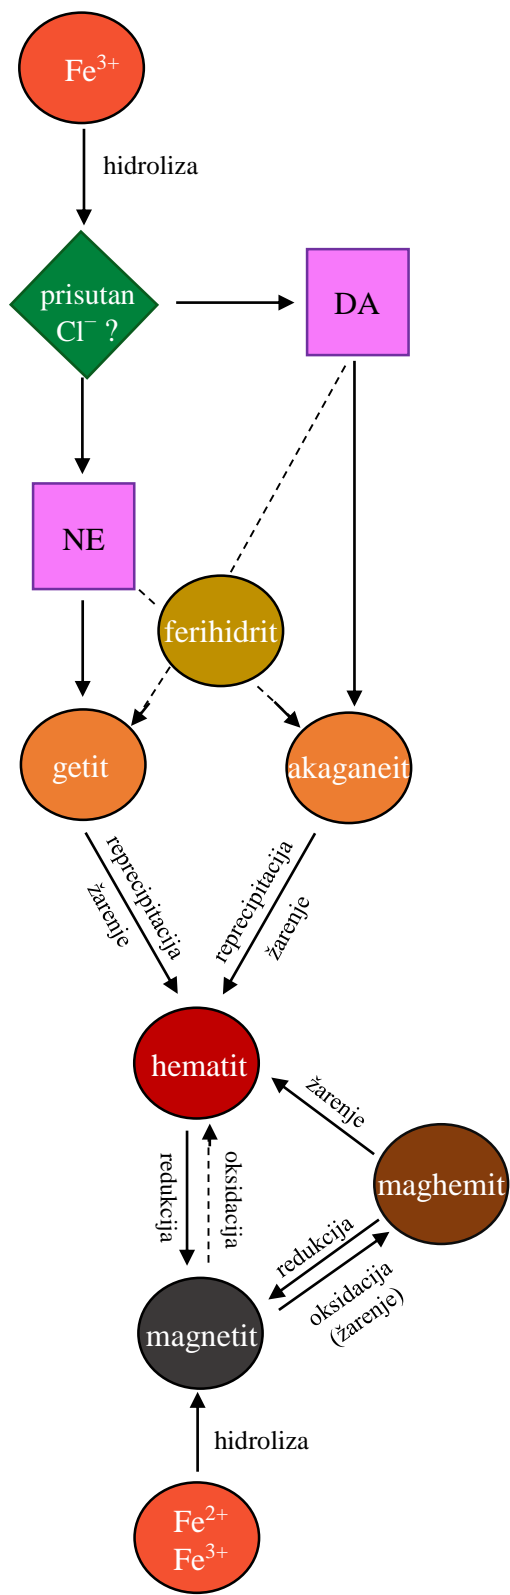 Fe³⁺
hidroliza
prisutan
Cl⁻ ?
DA
NE
ferihidrit
getit
akaganeit
reprecipitacija
žarenje
reprecipitacija
žarenje
hematit
žarenje
redukcija
oksidacija
maghemit
redukcija
oksidacija
(žarenje)
magnetit
hidroliza
Fe²⁺
Fe³⁺